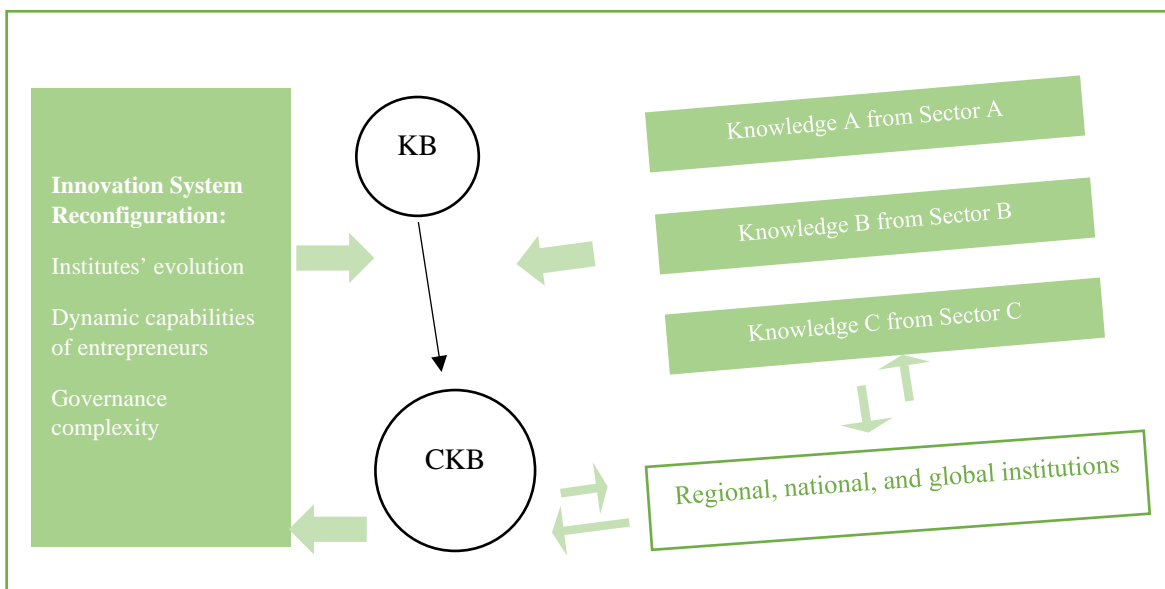 Innovation System
Reconfiguration:
Institutes’ evolution
Dynamic capabilities
of entrepreneurs
Governance
complexity
KB
CKB
Knowledge A from Sector A
Knowledge B from Sector B
Knowledge C from Sector C
Regional, national, and global institutions